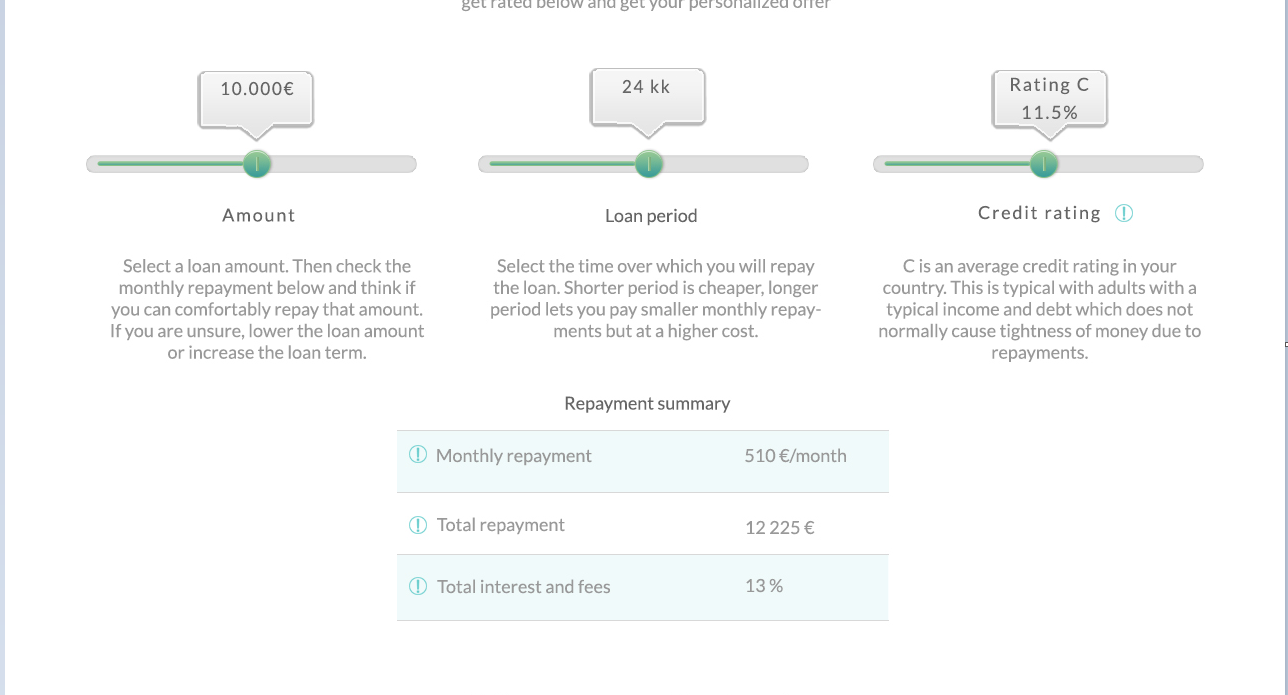 get rated below and get your personalized offer
10.000€
24 kk
Rating C
11.5%
Amount
Loan period
Credit rating
Select a loan amount. Then check the
monthly repayment below and think if
you can comfortably repay that amount.
If you are unsure, lower the loan amount
or increase the loan term.
Select the time over which you will repay
the loan. Shorter period is cheaper, longer
period lets you pay smaller monthly repay-
ments but at a higher cost.
C is an average credit rating in your
country. This is typical with adults with a
typical income and debt which does not
normally cause tightness of money due to
repayments.
Repayment summary
Monthly repayment 510 €/month
Total repayment 12 225 €
Total interest and fees 13 %